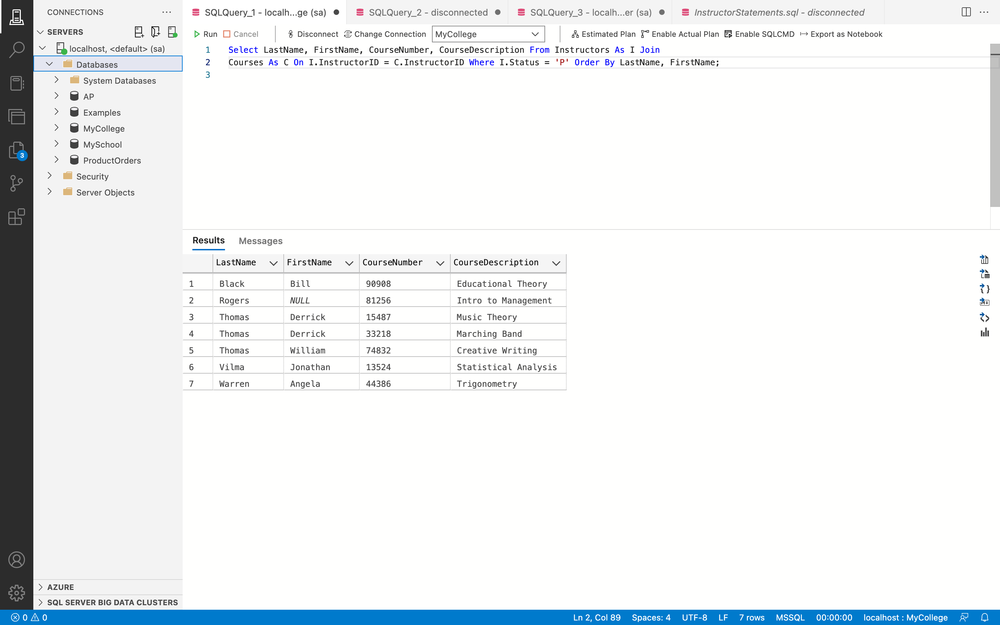 CONNECTIONS
SQLQuery_1 - localh...ge (sa)
SQLQuery_2 - disconnected
SQLQuery_3 - localh...er (sa)
InstructorStatements.sql - disconnected
SERVERS
Run
Cancel
Disconnect
Change Connection
MyCollege
Estimated Plan
Enable Actual Plan
Enable SQLCMD
Export as Notebook
localhost, <default> (sa)
Databases
System Databases
AP
Examples
MyCollege
MySchool
ProductOrders
Security
Server Objects
3
AZURE
SQL SERVER BIG DATA CLUSTERS
1 Select LastName, FirstName, CourseNumber, CourseDescription From Instructors As I Join
2 Courses As C On I.InstructorID = C.InstructorID Where I.Status = 'P' Order By LastName, FirstName;
3
Results Messages
LastName FirstName CourseNumber CourseDescription
1 Black Bill 90908 Educational Theory
2 Rogers NULL 81256 Intro to Management
3 Thomas Derrick 15487 Music Theory
4 Thomas Derrick 33218 Marching Band
5 Thomas William 74832 Creative Writing
6 Vilma Jonathan 13524 Statistical Analysis
7 Warren Angela 44386 Trigonometry
0 0 Ln 2, Col 89 Spaces: 4 UTF-8 LF 7 rows MSSQL 00:00:00 localhost : MyCollege